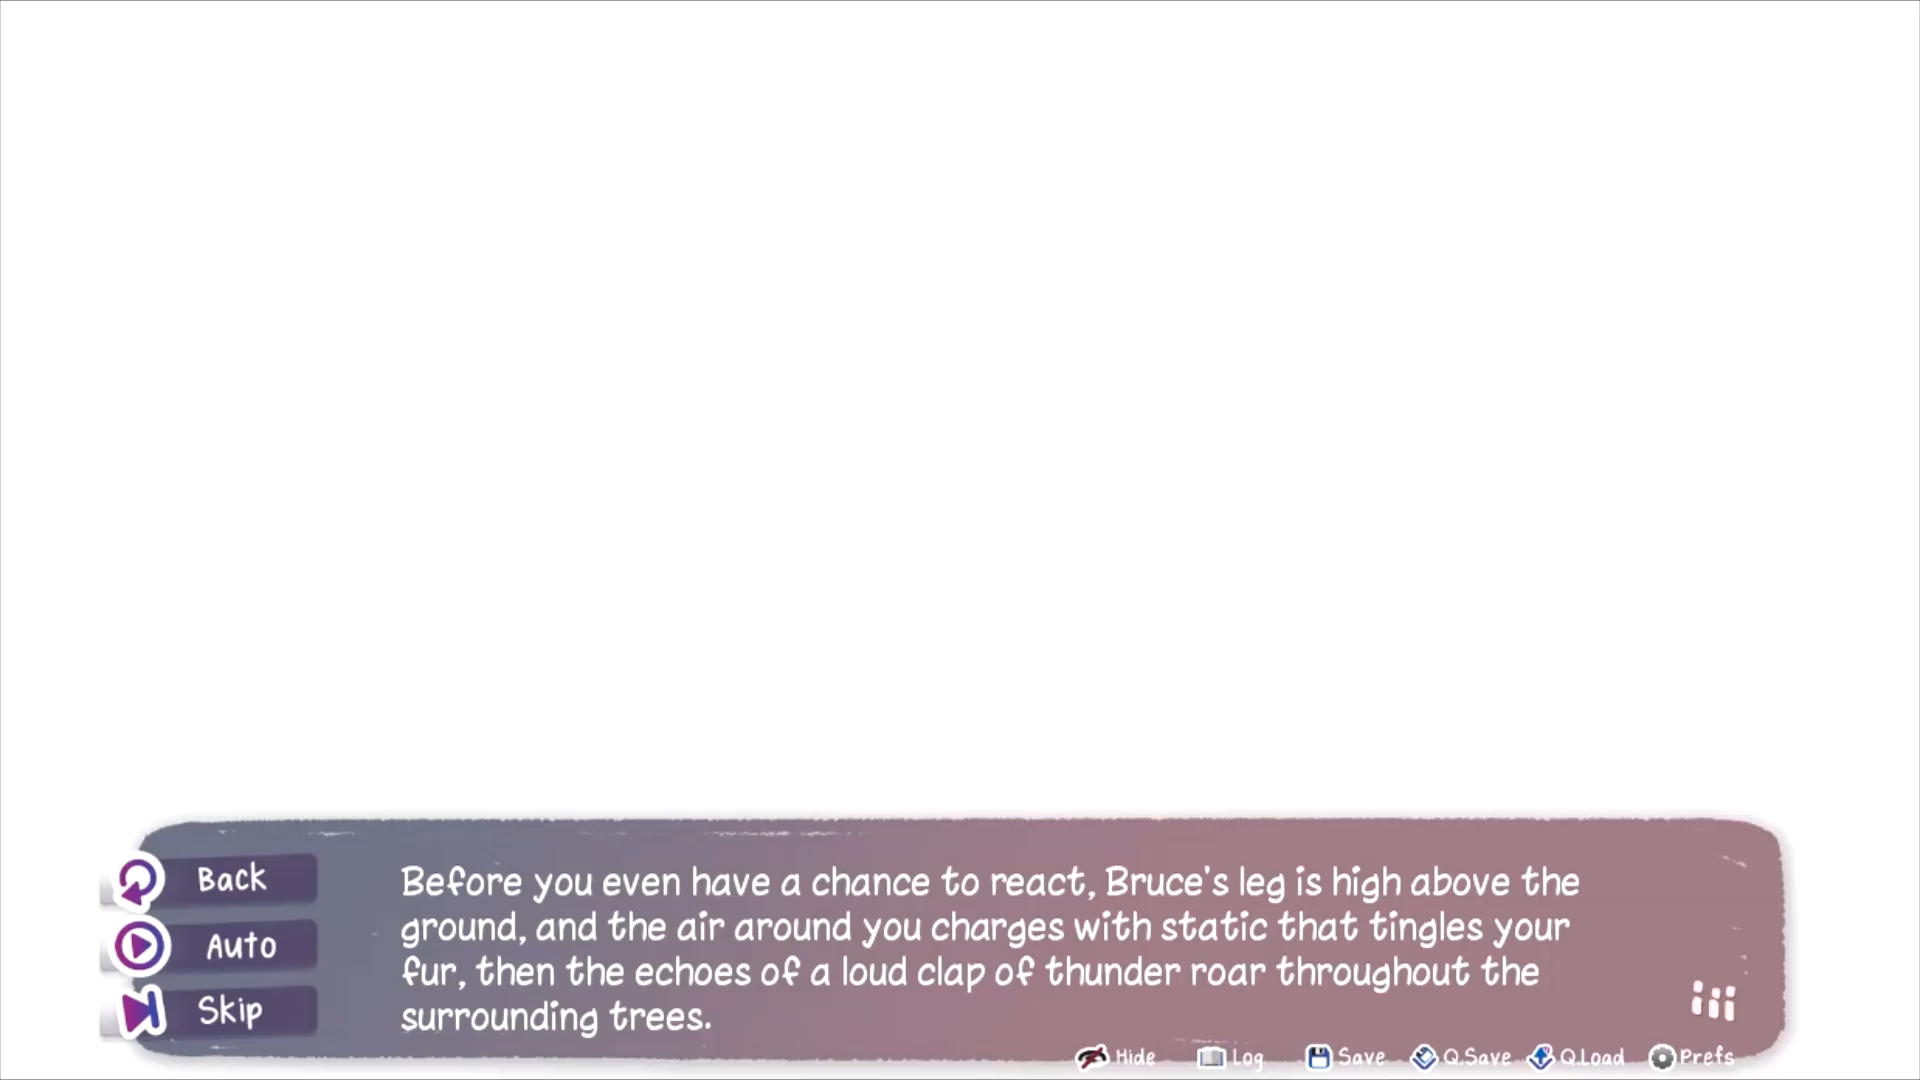 Back
Auto
Skip
Before you even have a chance to react, Bruce's leg is high above the
ground, and the air around you charges with static that tingles your
fur, then the echoes of a loud clap of thunder roar throughout the
surrounding trees.
Hide Log Save Q.Save Q.Load Prefs